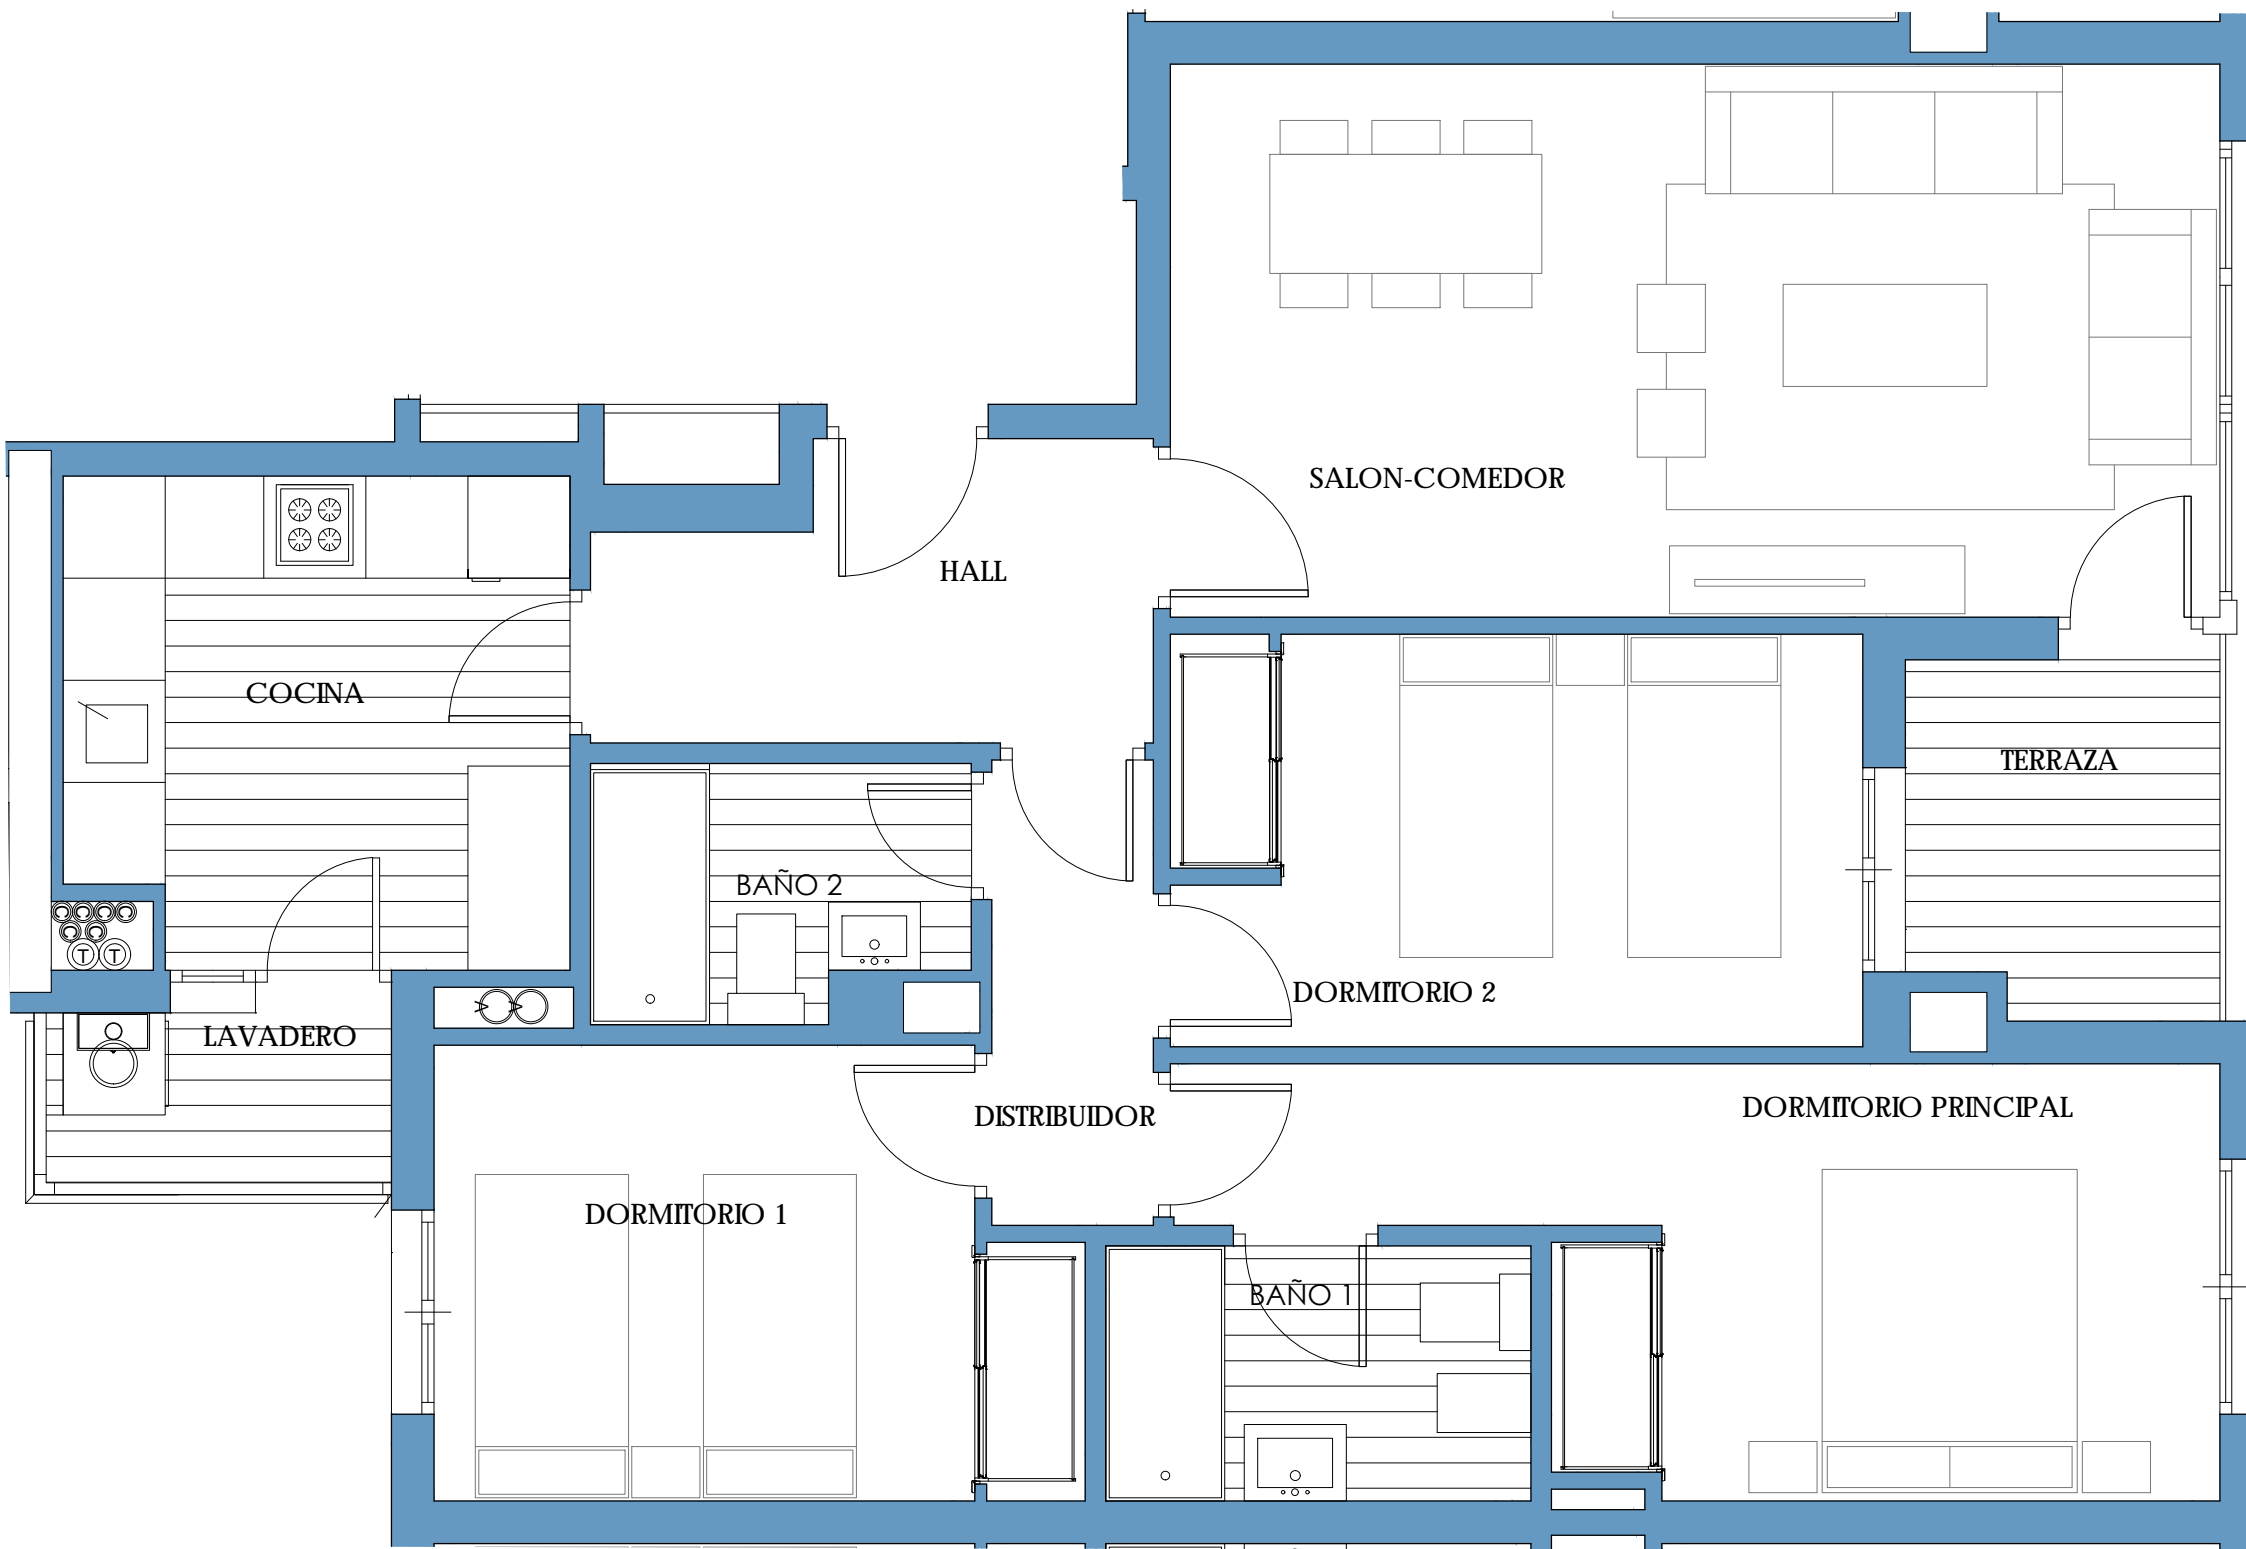 SALON-COMEDOR
HALL
COCINA
TERRAZA
BAÑO 2
C C C C
C C
T T
DORMITORIO 2
LAVADERO
DISTRIBUIDOR
DORMITORIO PRINCIPAL
DORMITORIO 1
BAÑO 1